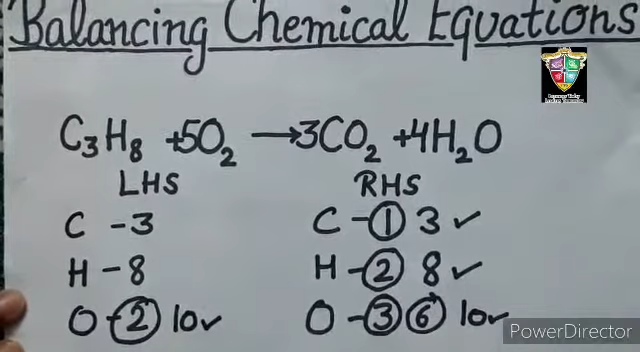 Balancing Chemical Equations
C₃H₈ +5O₂ → 3CO₂ +4H₂O
LHS RHS
C - 3 C - ① 3 ✓
H - 8 H - ② 8 ✓
O - ② 10 ✓ O - ③ ⑥ 10 ✓
PowerDirector